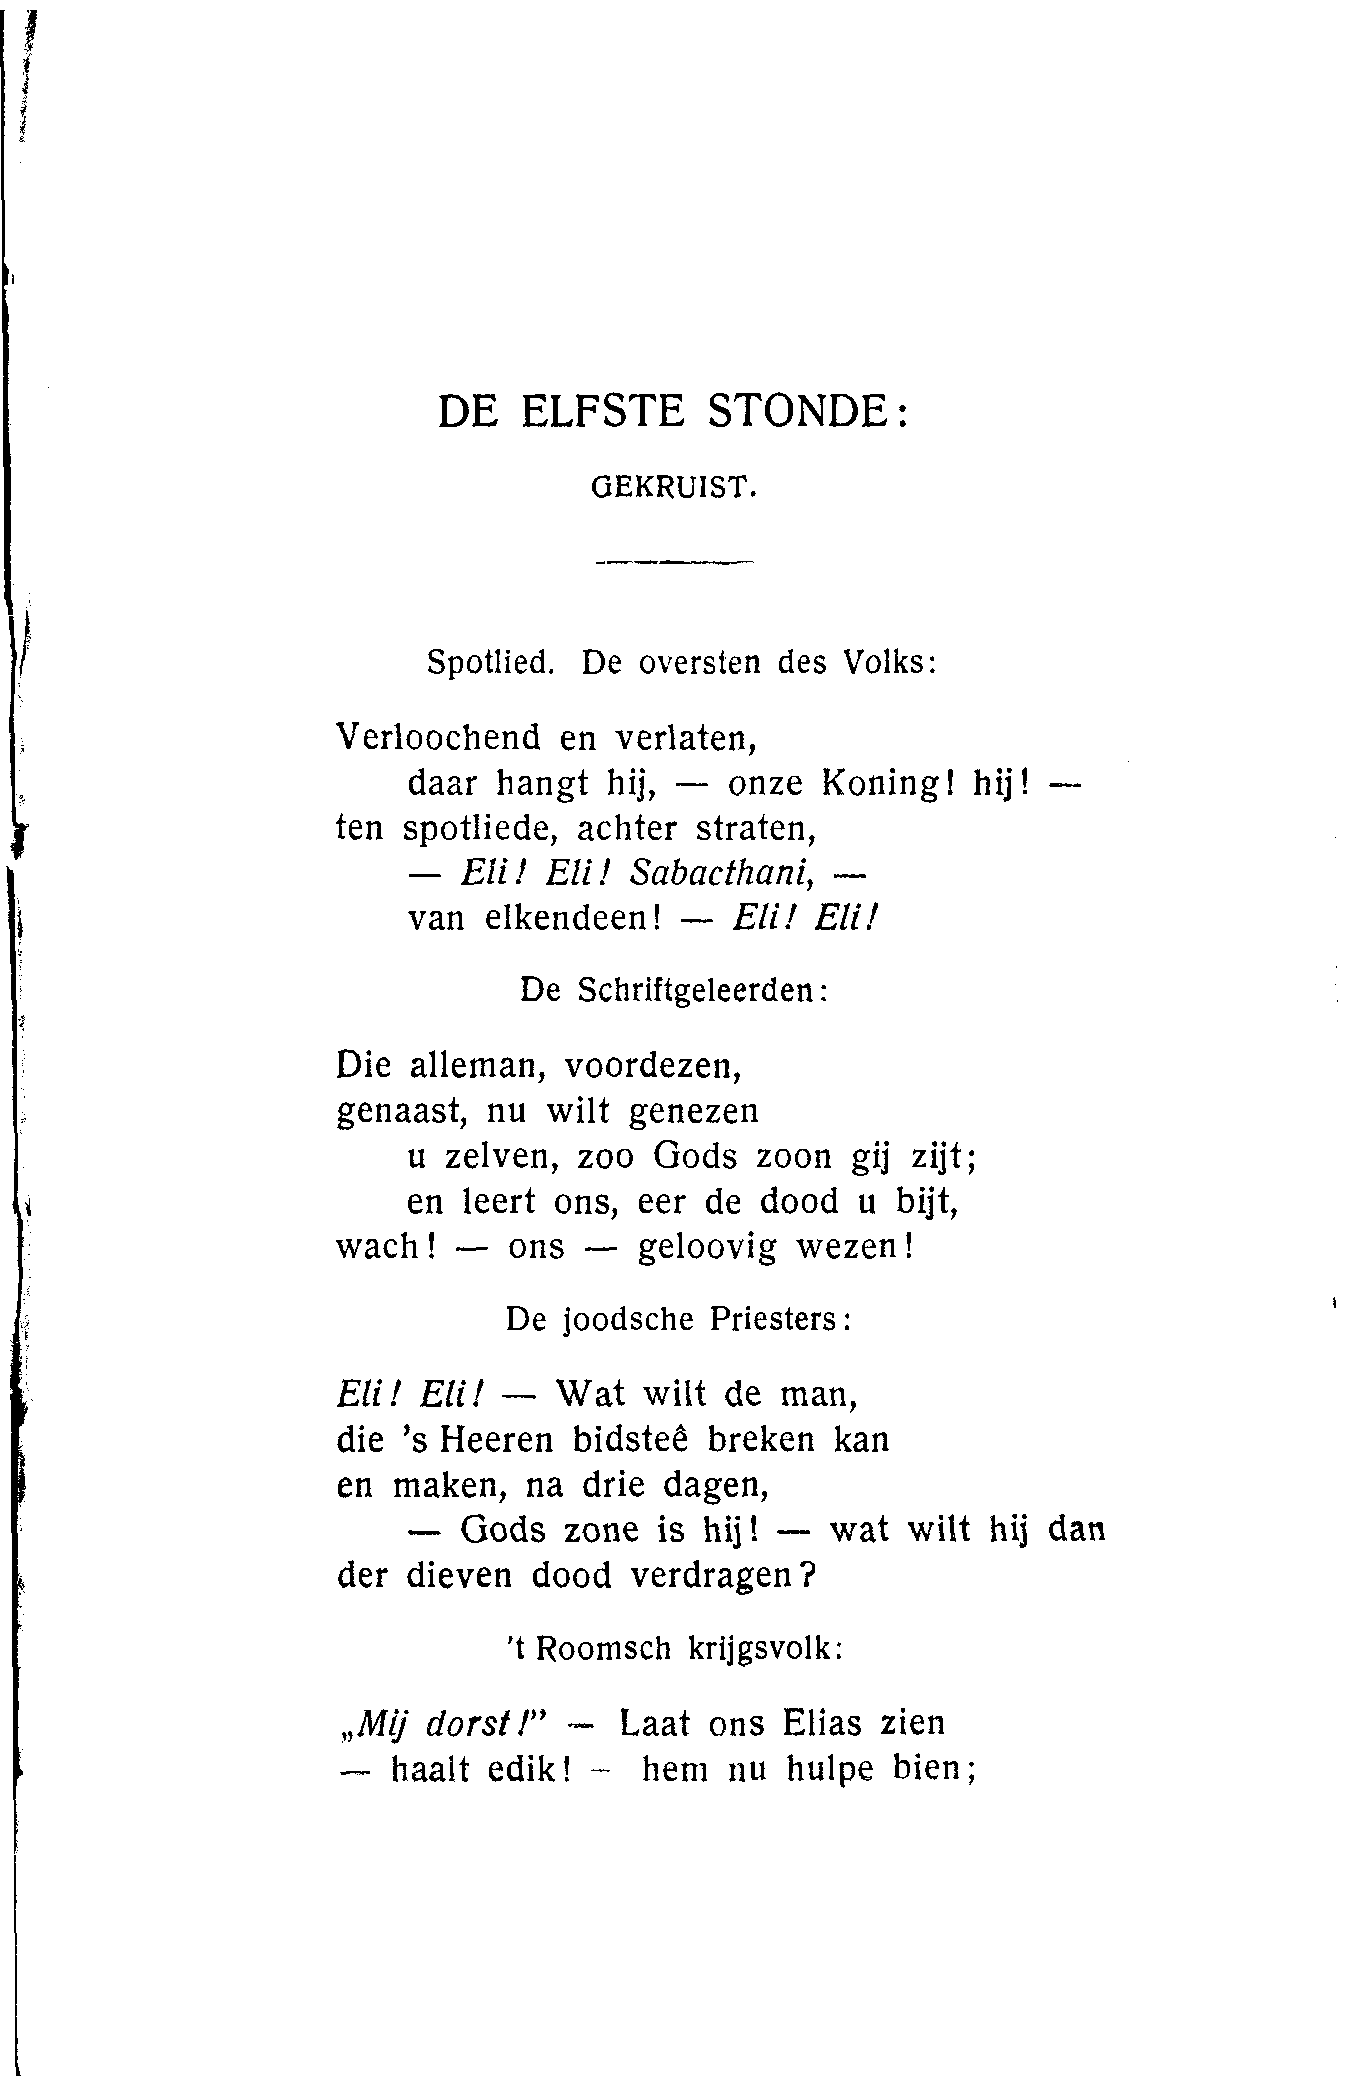 DE ELFSTE STONDE:
GEKRUIST.
Spotlied. De oversten des Volks:
Verloochend en verlaten,
daar hangt hij, — onze Koning! hij! —
ten spotliede, achter straten,
— Eli! Eli! Sabacthani, —
van elkendeen! — Eli! Eli!
De Schriftgeleerden:
Die alleman, voordezen,
genaast, nu wilt genezen
u zelven, zoo Gods zoon gij zijt;
en leert ons, eer de dood u bijt,
wach! — ons — geloovig wezen!
De joodsche Priesters:
Eli! Eli! — Wat wilt de man,
die 's Heeren bidsteê breken kan
en maken, na drie dagen,
— Gods zone is hij! — wat wilt hij dan
der dieven dood verdragen?
't Roomsch krijgsvolk:
„Mij dorst!” — Laat ons Elias zien
— haalt edik! – hem nu hulpe bien;